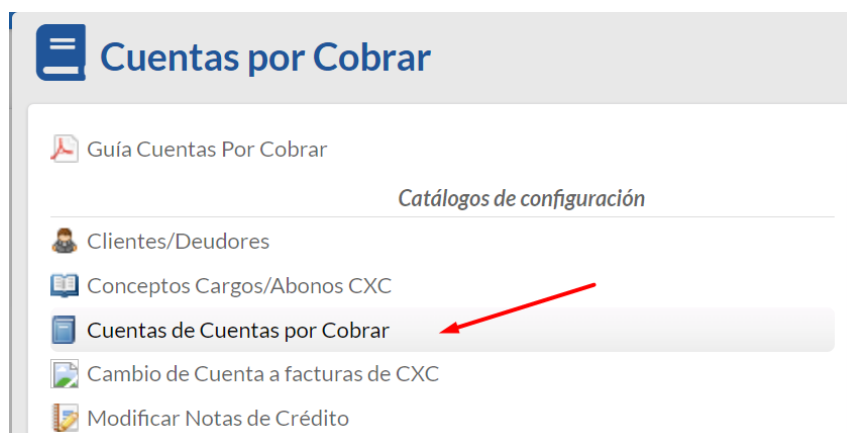 Cuentas por Cobrar
Guía Cuentas Por Cobrar
Catálogos de configuración
Clientes/Deudores
Conceptos Cargos/Abonos CXC
Cuentas de Cuentas por Cobrar
Cambio de Cuenta a facturas de CXC
Modificar Notas de Crédito